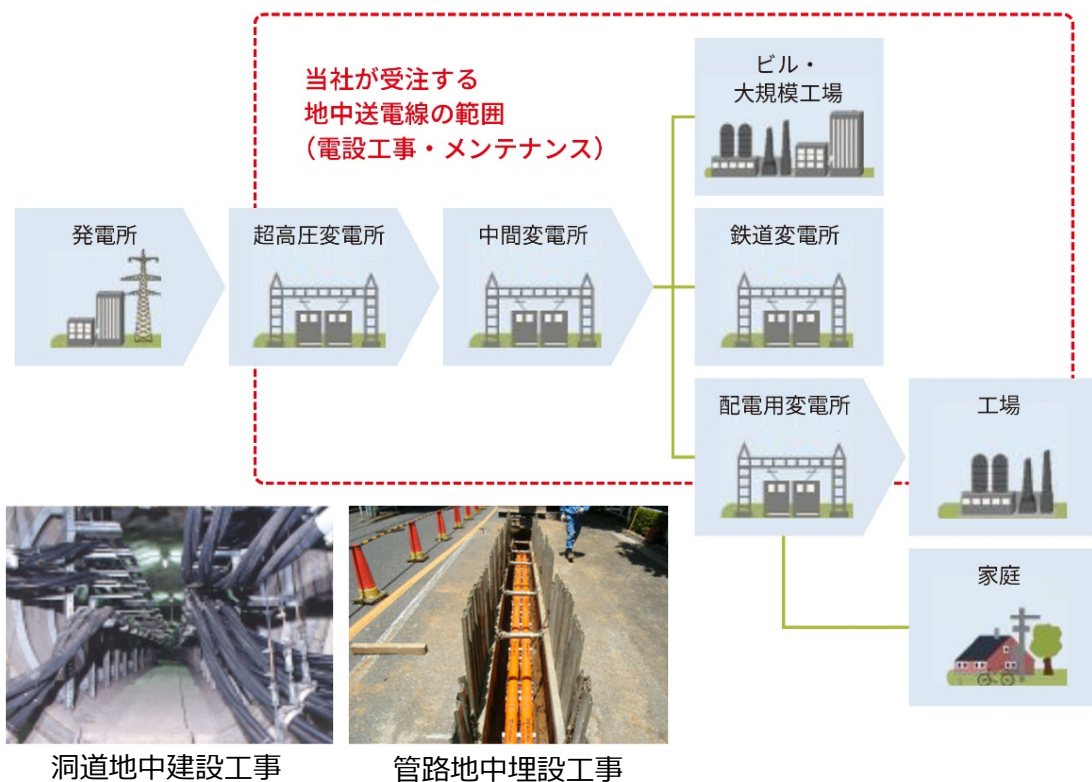 当社が受注する
地中送電線の範囲
（電設工事・メンテナンス）
ビル・
大規模工場
発電所
超高圧変電所
中間変電所
鉄道変電所
配電用変電所
工場
家庭
洞道地中建設工事
管路地中埋設工事